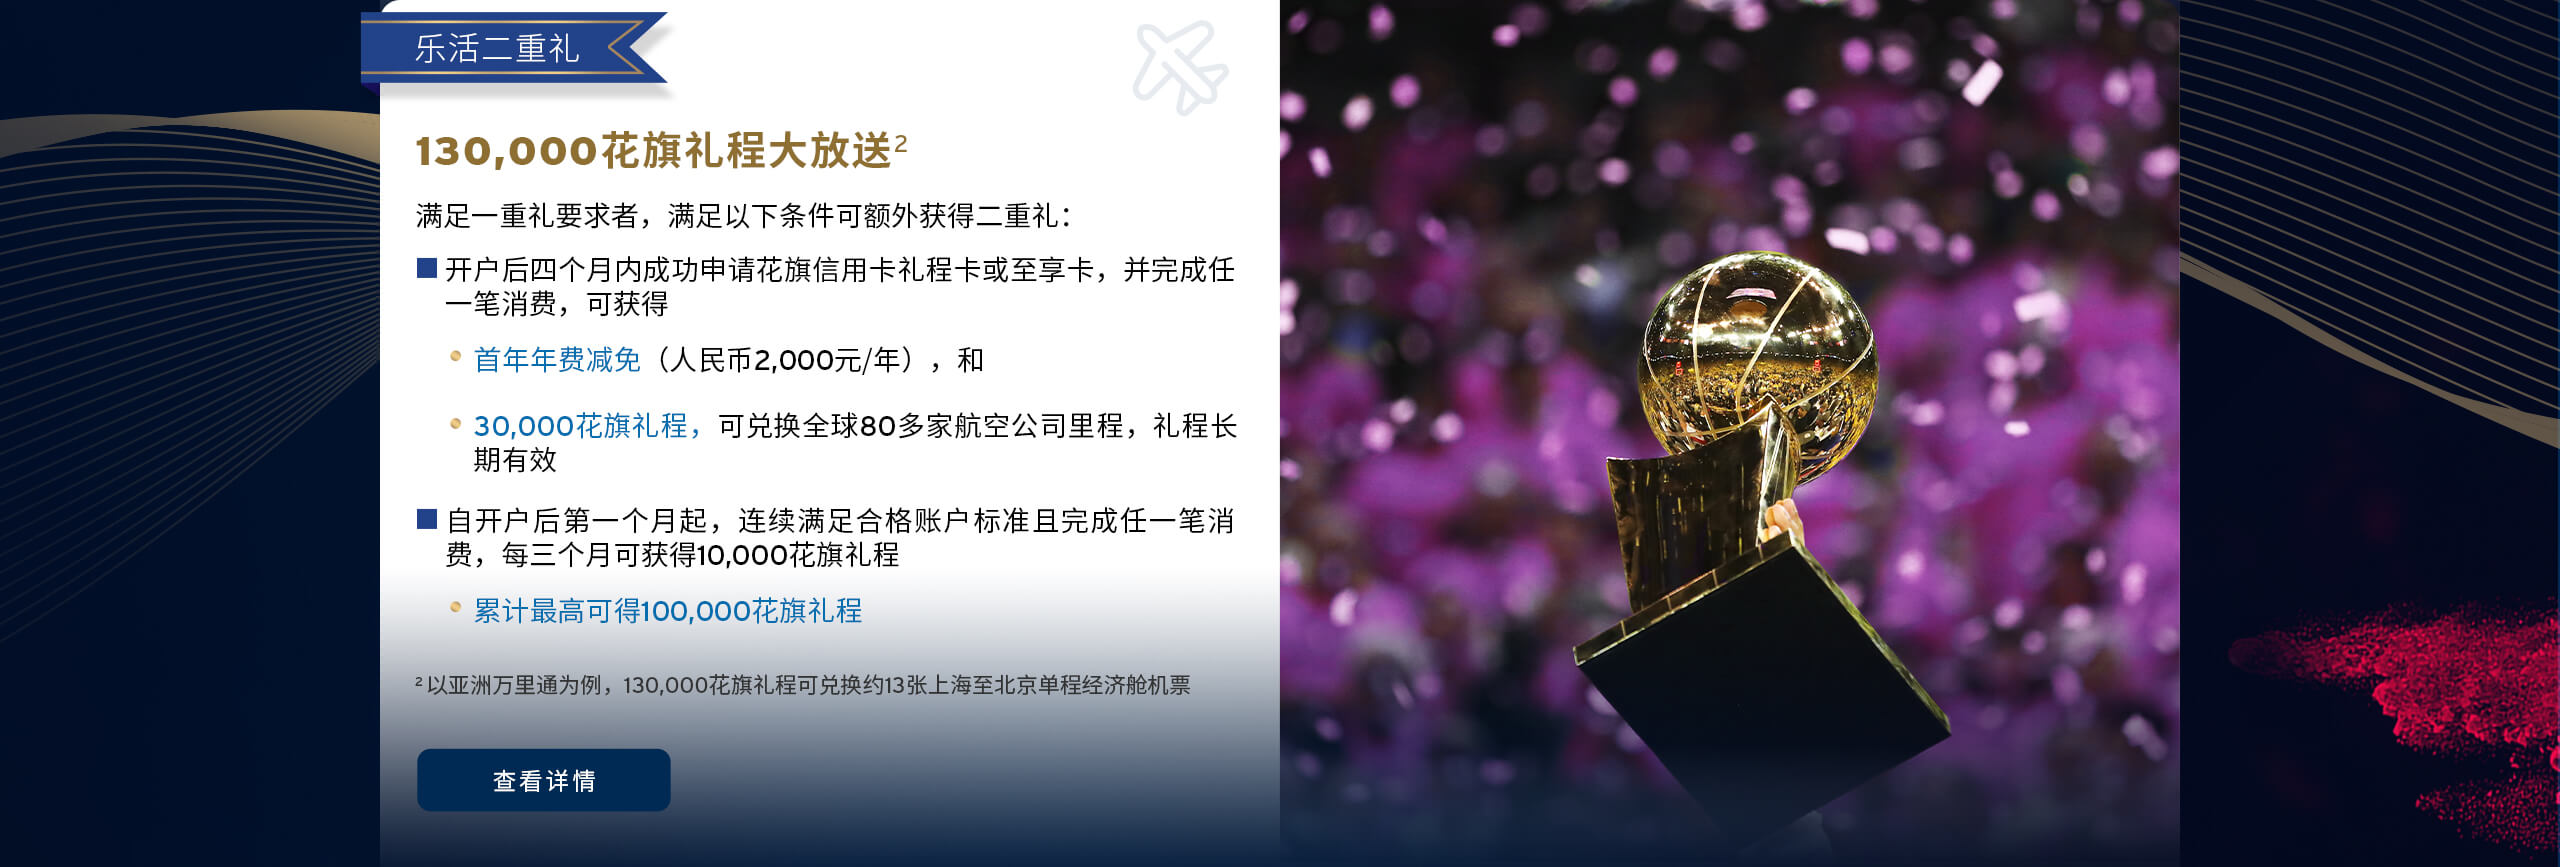 乐活二重礼
130,000花旗礼程大放送²
满足一重礼要求者，满足以下条件可额外获得二重礼：
开户后四个月内成功申请花旗信用卡礼程卡或至享卡，并完成任
一笔消费，可获得
首年年费减免（人民币2,000元/年），和
30,000花旗礼程，可兑换全球80多家航空公司里程，礼程长
期有效
自开户后第一个月起，连续满足合格账户标准且完成任一笔消
费，每三个月可获得10,000花旗礼程
累计最高可得100,000花旗礼程
² 以亚洲万里通为例，130,000花旗礼程可兑换约13张上海至北京单程经济舱机票
查看详情